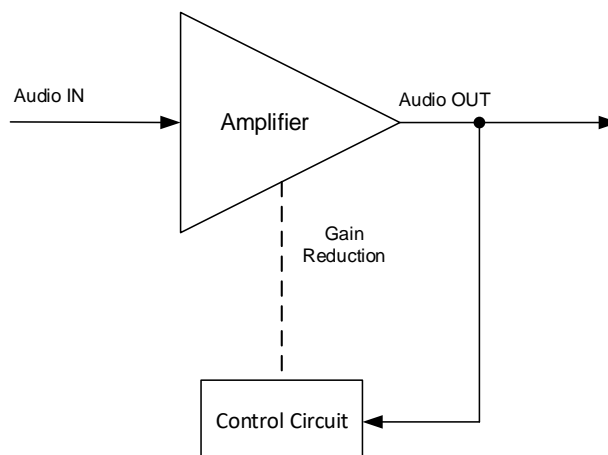 Audio IN
Amplifier
Audio OUT
Gain
Reduction
Control Circuit